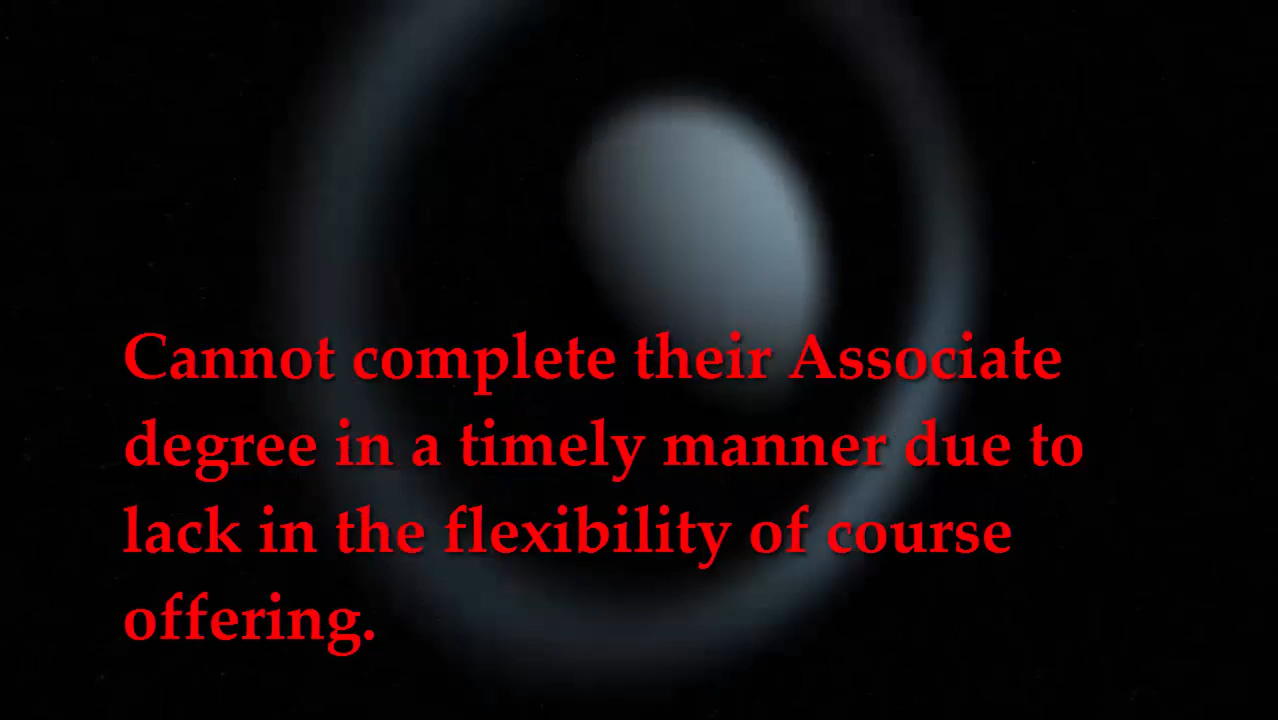 Cannot complete their Associate
degree in a timely manner due to
lack in the flexibility of course
offering.